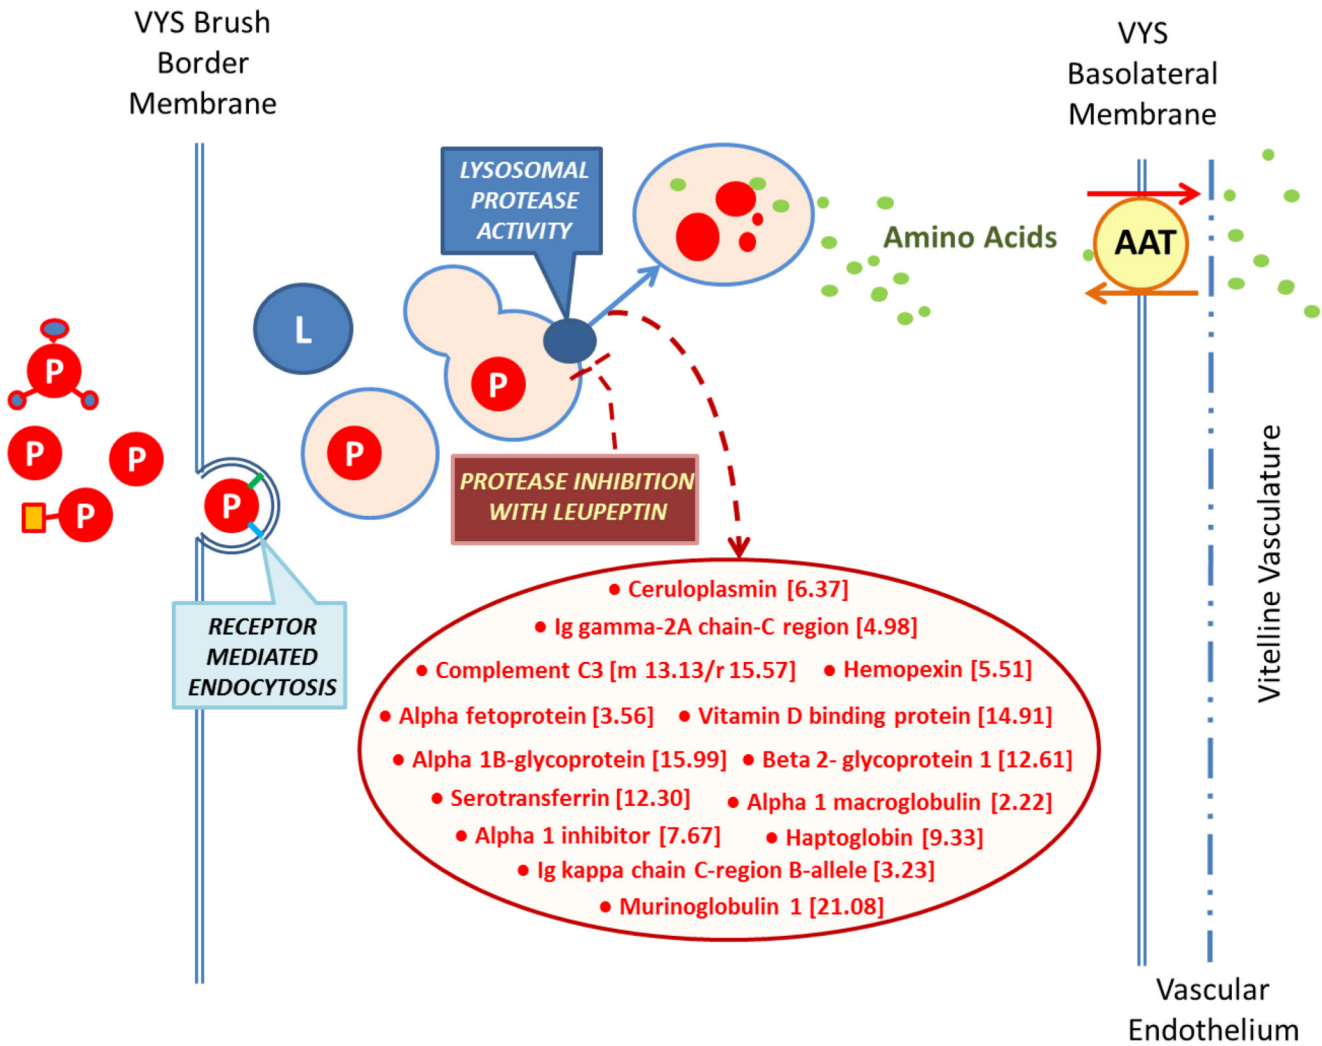 VYS Brush
Border
Membrane
VYS
Basolateral
Membrane
LYSOSOMAL
PROTEASE
ACTIVITY
Amino Acids
AAT
L
P
P
P
P
P
P
P
PROTEASE INHIBITION
WITH LEUPEPTIN
RECEPTOR
MEDIATED
ENDOCYTOSIS
• Ceruloplasmin [6.37]
• Ig gamma-2A chain-C region [4.98]
• Complement C3 [m 13.13/r 15.57] • Hemopexin [5.51]
• Alpha fetoprotein [3.56] • Vitamin D binding protein [14.91]
• Alpha 1B-glycoprotein [15.99] • Beta 2- glycoprotein 1 [12.61]
• Serotransferrin [12.30] • Alpha 1 macroglobulin [2.22]
• Alpha 1 inhibitor [7.67] • Haptoglobin [9.33]
• Ig kappa chain C-region B-allele [3.23]
• Murinoglobulin 1 [21.08]
Vitelline Vasculature
Vascular
Endothelium